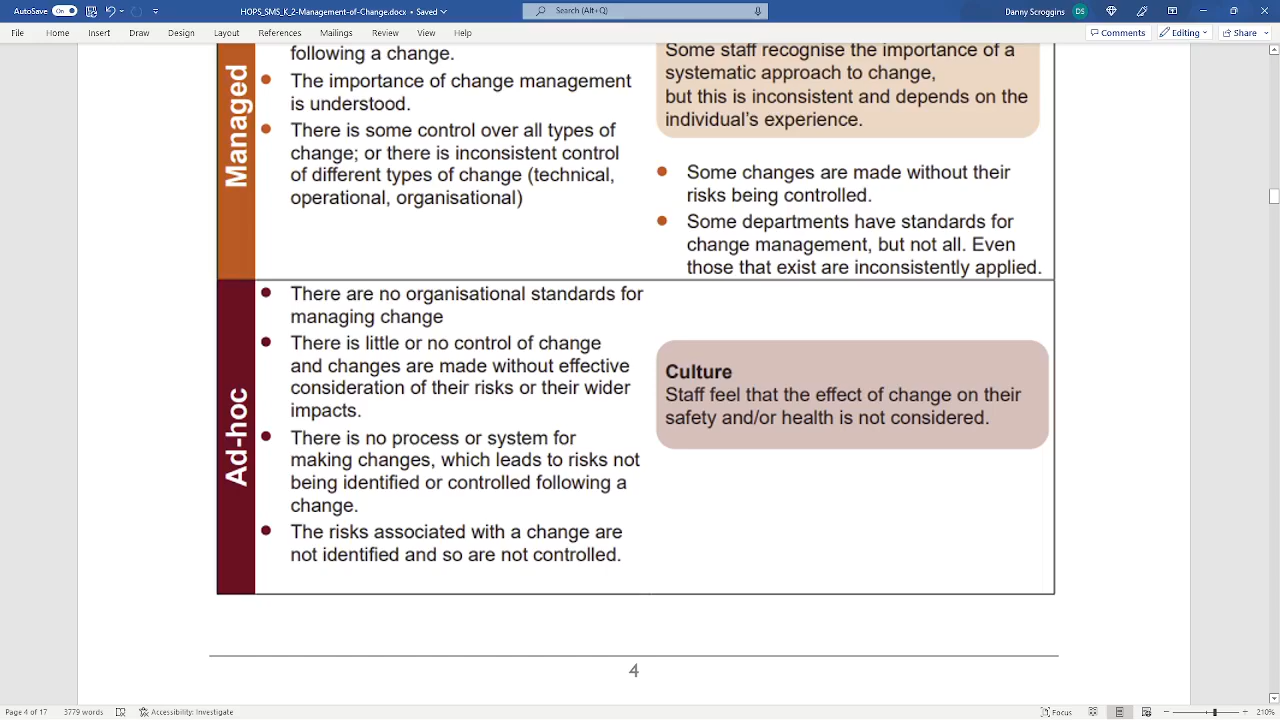 AutoSave On HOPSMS_K_2_Management-of-Change.docx • Saved Search (Alt+Q) Danny Scroggins DS
File Home Insert Draw Design Layout References Mailings Review View Help Comments Editing Share
Managed
following a change.
The importance of change management
is understood.
There is some control over all types of
change; or there is inconsistent control
of different types of change (technical,
operational, organisational)
Some staff recognise the importance of a
systematic approach to change,
but this is inconsistent and depends on the
individual's experience.
Some changes are made without their
risks being controlled.
Some departments have standards for
change management, but not all. Even
those that exist are inconsistently applied.
Ad-hoc
There are no organisational standards for
managing change
There is little or no control of change
and changes are made without effective
consideration of their risks or their wider
impacts.
There is no process or system for
making changes, which leads to risks not
being identified or controlled following a
change.
The risks associated with a change are
not identified and so are not controlled.
Culture
Staff feel that the effect of change on their
safety and/or health is not considered.
4
Page 4 of 17 3779 words Accessibility: Investigate Focus 210%